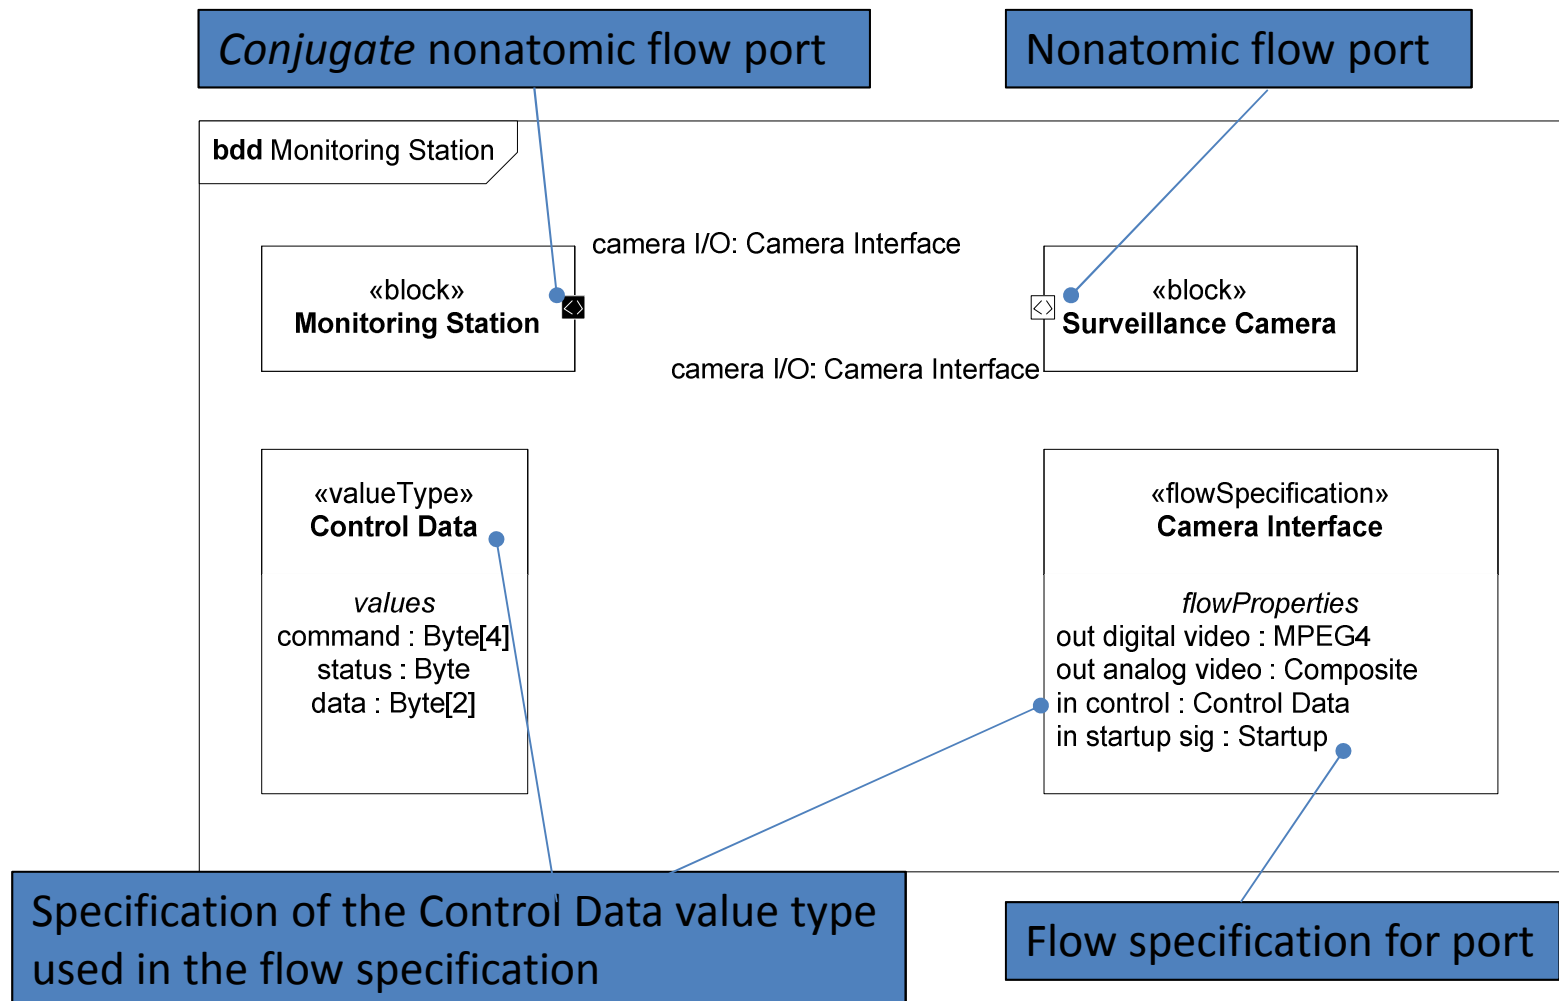 Conjugate nonatomic flow port
Nonatomic flow port
bdd Monitoring Station
camera I/O: Camera Interface
«block»
Monitoring Station
«block»
Surveillance Camera
camera I/O: Camera Interface
«valueType»
Control Data
values
command : Byte[4]
status : Byte
data : Byte[2]
«flowSpecification»
Camera Interface
flowProperties
out digital video : MPEG4
out analog video : Composite
in control : Control Data
in startup sig : Startup
Specification of the Control Data value type
used in the flow specification
Flow specification for port